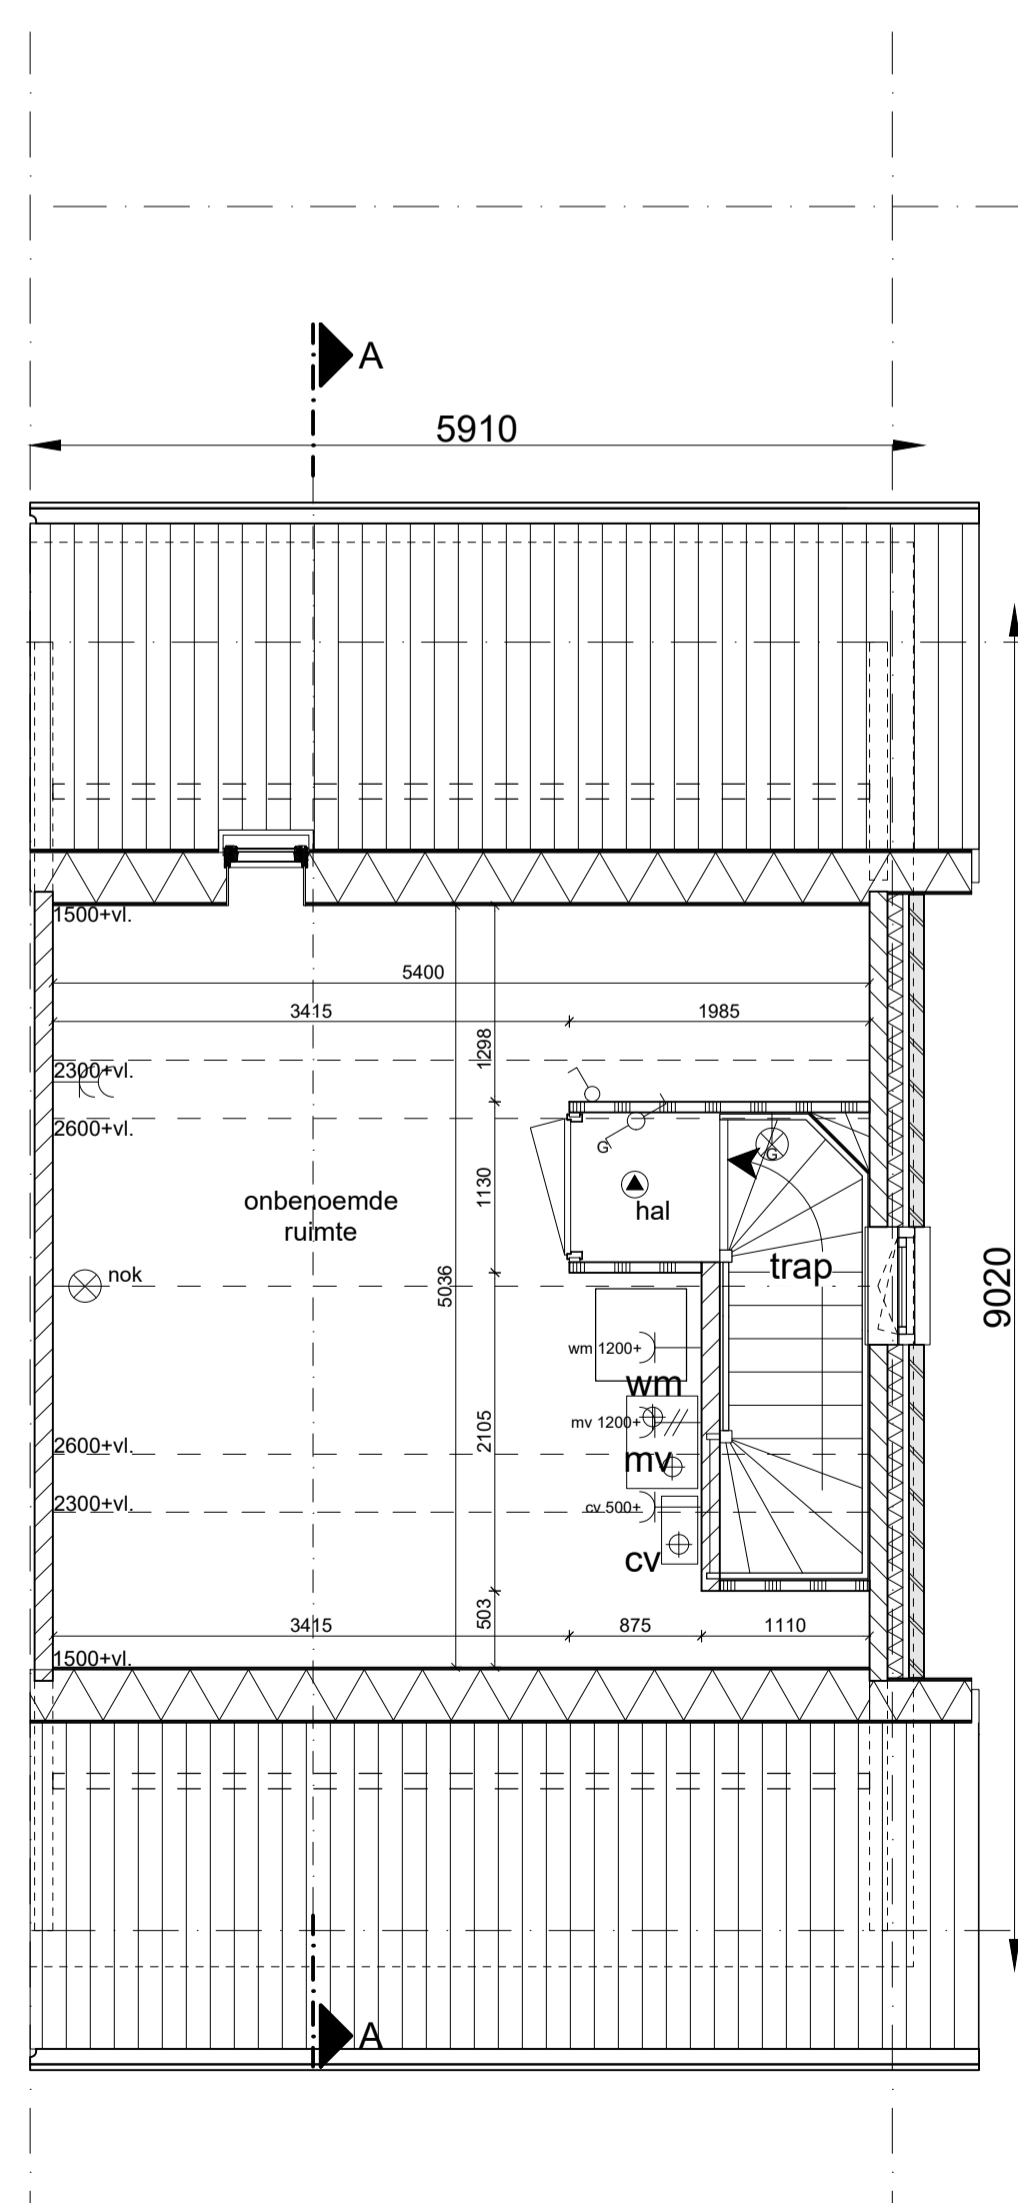 A
5910
1500+vl.
5400
3415
1985
1298
2300+vl.
2600+vl.
G
G
1130
onbenoemde
ruimte
hal
trap
nok
5036
9020
wm 1200+
wm
mv 1200+
2105
2600+vl.
mv
2300+vl.
cv 500+
cv
503
3415
875
1110
1500+vl.
A